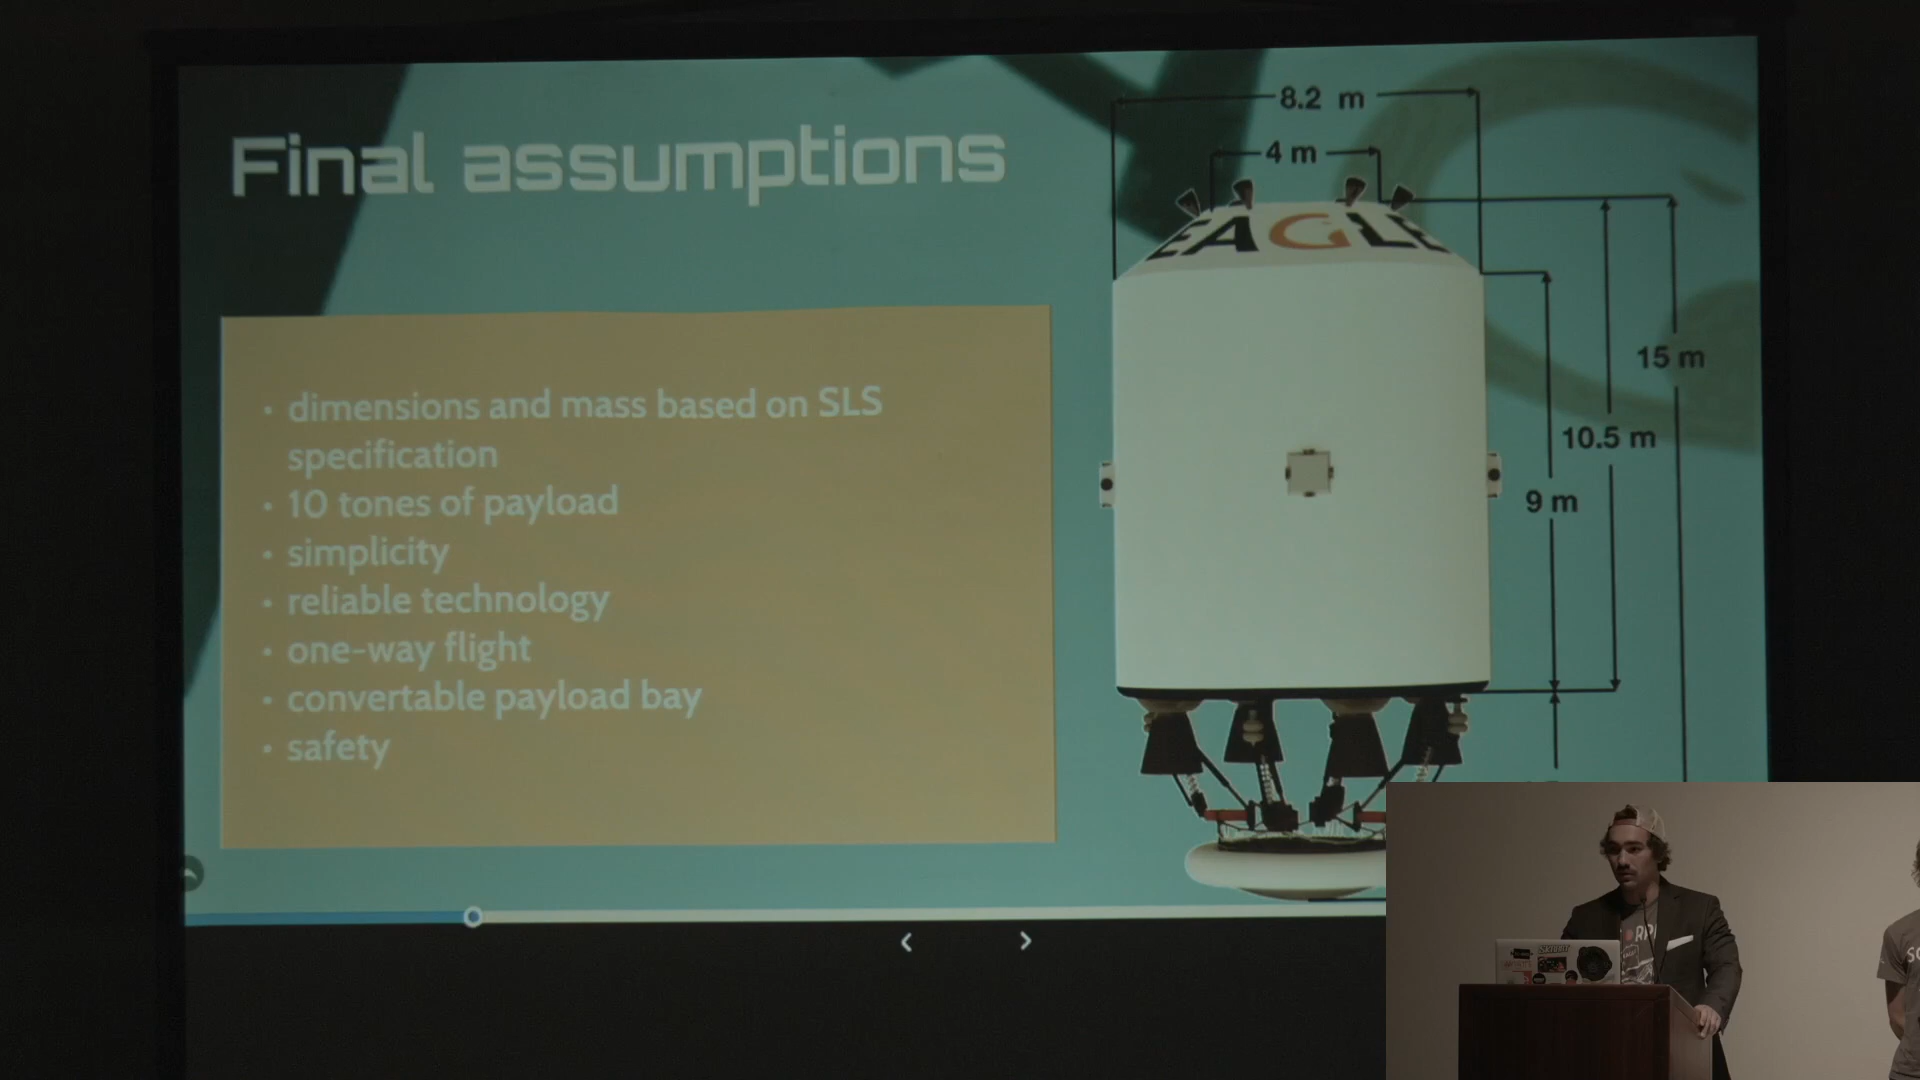 Final assumptions
8.2 m
4 m
EAGLE
15 m
10.5 m
9 m
• dimensions and mass based on SLS
specification
• 10 tones of payload
• simplicity
• reliable technology
• one-way flight
• convertable payload bay
• safety